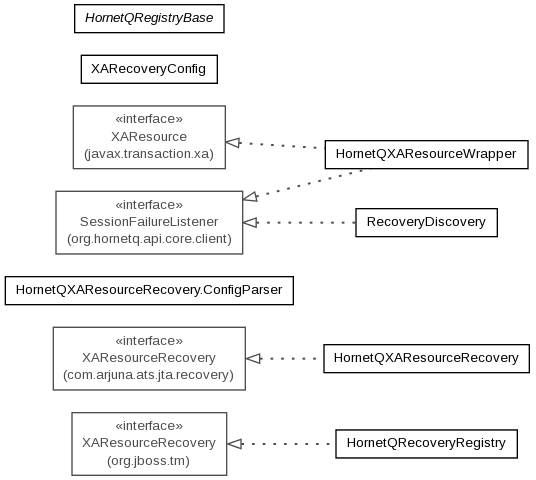 HornetQRegistryBase
XARecoveryConfig
«interface»
XAResource
(javax.transaction.xa)
HornetQXAResourceWrapper
«interface»
SessionFailureListener
(org.hornetq.api.core.client)
RecoveryDiscovery
HornetQXAResourceRecovery.ConfigParser
«interface»
XAResourceRecovery
(com.arjuna.ats.jta.recovery)
HornetQXAResourceRecovery
«interface»
XAResourceRecovery
(org.jboss.tm)
HornetQRecoveryRegistry